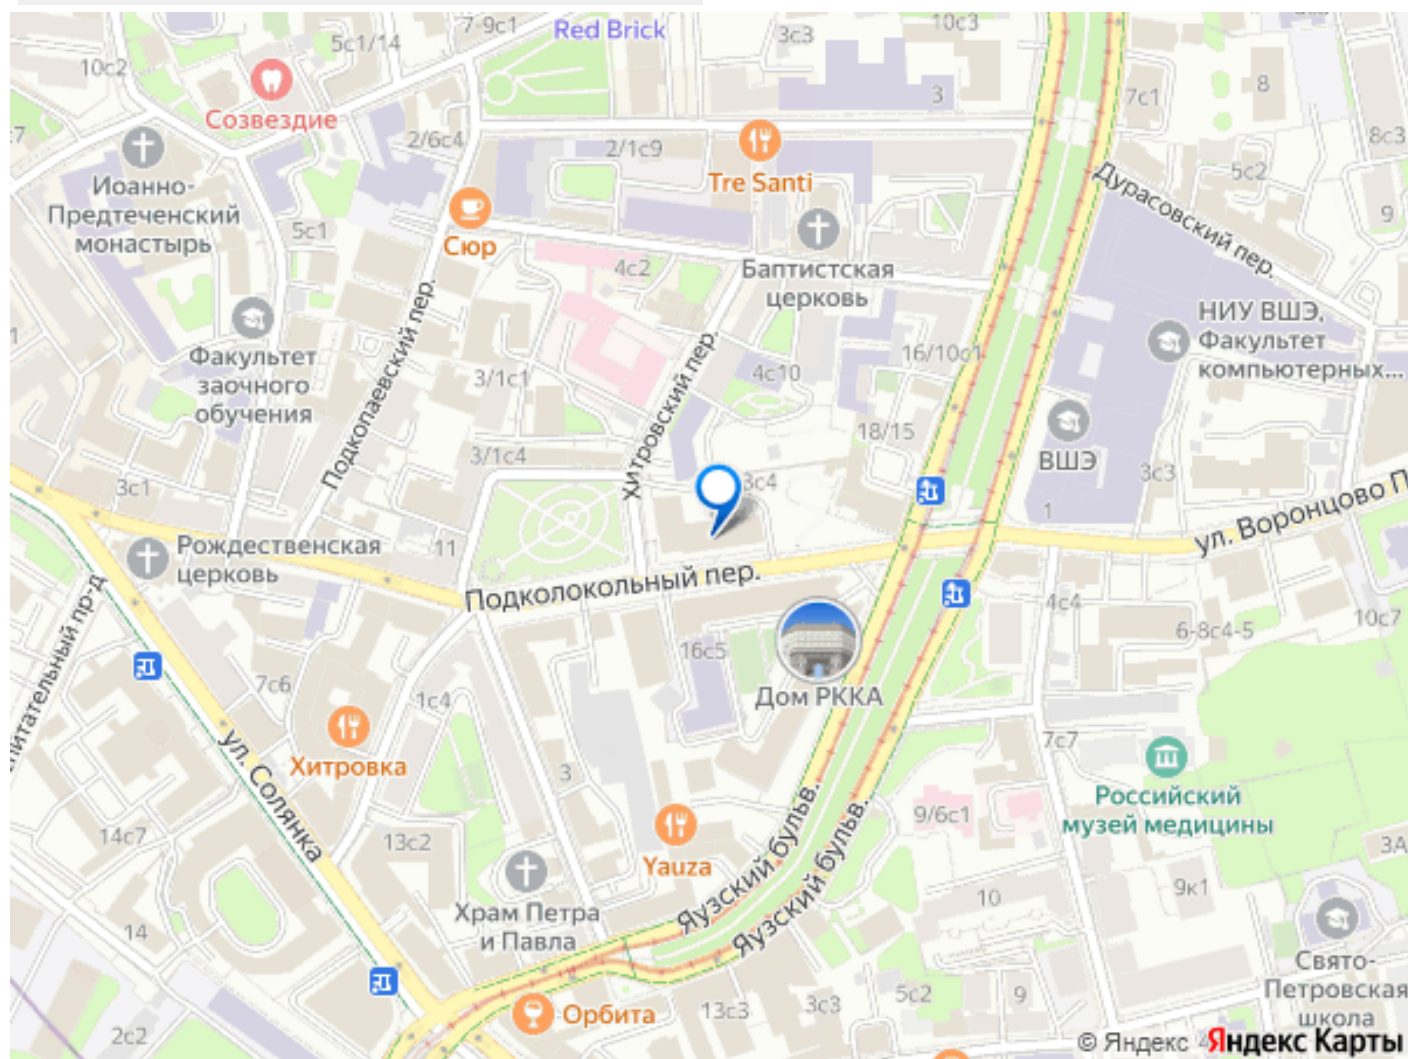 7-9с1
Red Brick
10с3
5с1/14
3с3
10с2
8
3
7с1
Созвездие
2/6с4
2/1с9
8с3
Иоанно-
Предтеченский
монастырь
Tre Santi
5с2
Дурасовский пер.
9
5с1
Сюр
4с2
Баптистская
церковь
НИУ ВШЭ,
Факультет
компьютерных...
Факультет
заочного
обучения
Подкопаевский пер.
Хитровский пер.
16/10с1
3/1с1
4с10
18/15
ВШЭ
3/1с4
3с3
3с1
3с4
1
ул. Воронцово П
Рождественская
церковь
11
Подколокольный пер.
4с4
6-8с4-5
10с7
питательный пр-д
16с5
7с6
1с4
Дом РККА
ул. Солянка
Хитровка
7с7
3
Российский
музей медицины
9/6с1
14с7
13с2
Yauza
Яузский бульв.
Яузский бульв.
3А
9к1
10
Храм Петра
и Павла
14
Свято-
Петровская
школа
5с2
9
13с3
3с3
Орбита
2с2
© Яндекс
Яндекс Карты